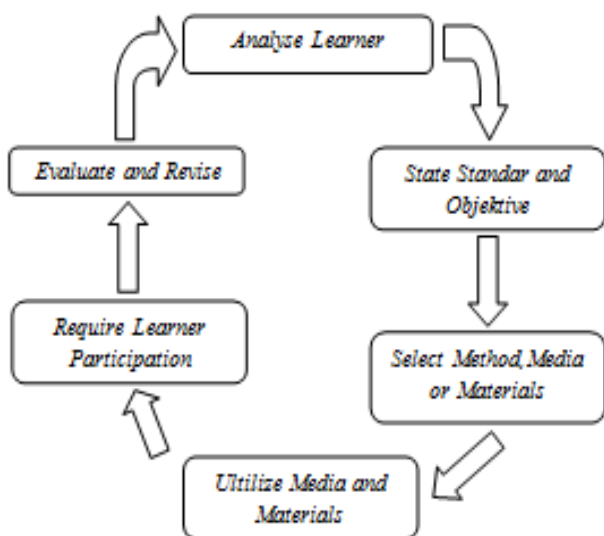 Analyze Learner
State Standar and
Objektive
Select Method, Media
or Materials
Ultilize Media and
Materials
Require Learner
Participation
Evaluate and Revise